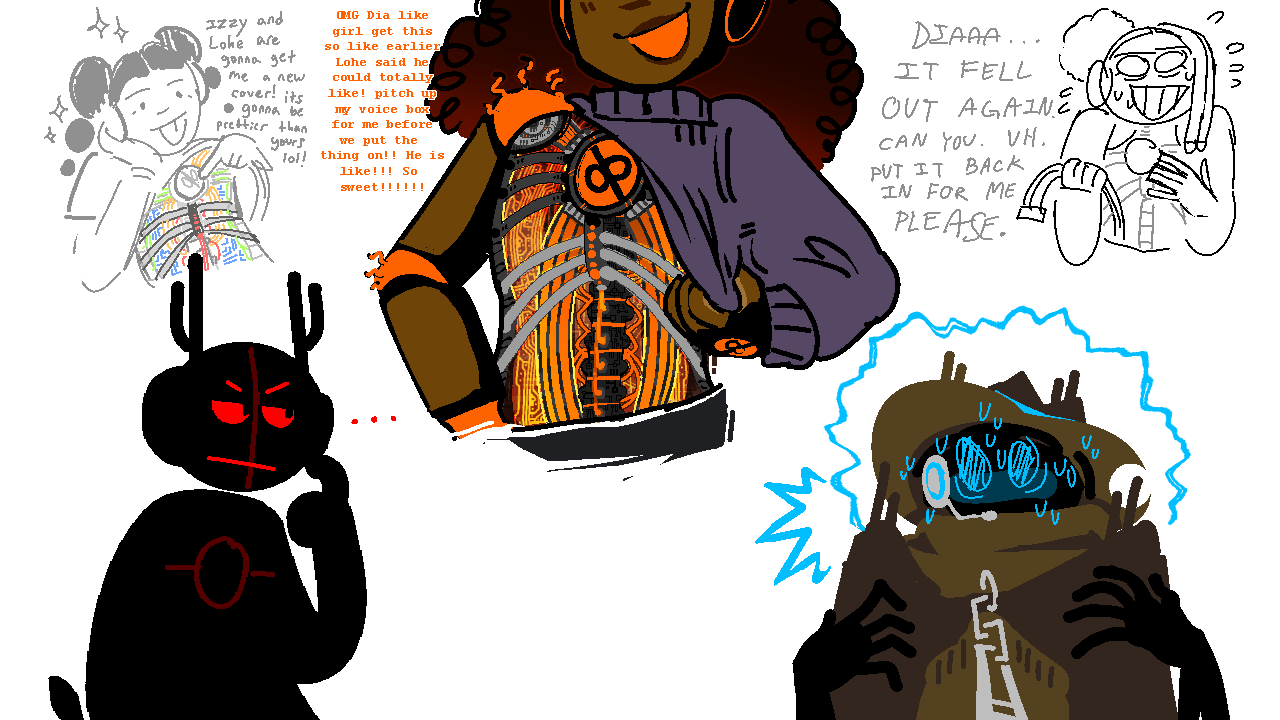 Izzy and
Lohe are
gonna get
me a new
cover! its
gonna be
prettier than
yours
lol!
OMG Dia like
girl get this
so like earlier
Lohe said he
could totally
like! pitch up
my voice box
for me before
we put the
thing on!! He is
like!!! So
sweet!!!!!!
DIAAA...
IT FELL
OUT AGAIN.
CAN YOU. UH.
PUT IT BACK
IN FOR ME
PLEASE.
...